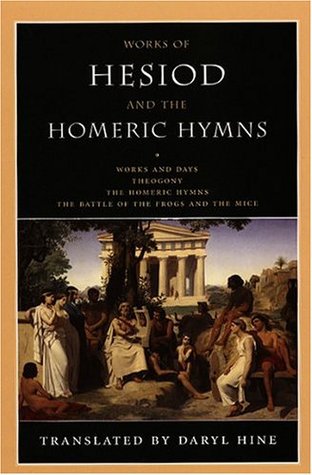 WORKS OF
HESIOD
AND THE
HOMERIC HYMNS
WORKS AND DAYS
THEOGONY
THE HOMERIC HYMNS
THE BATTLE OF THE FROGS AND THE MICE
TRANSLATED BY DARYL HINE